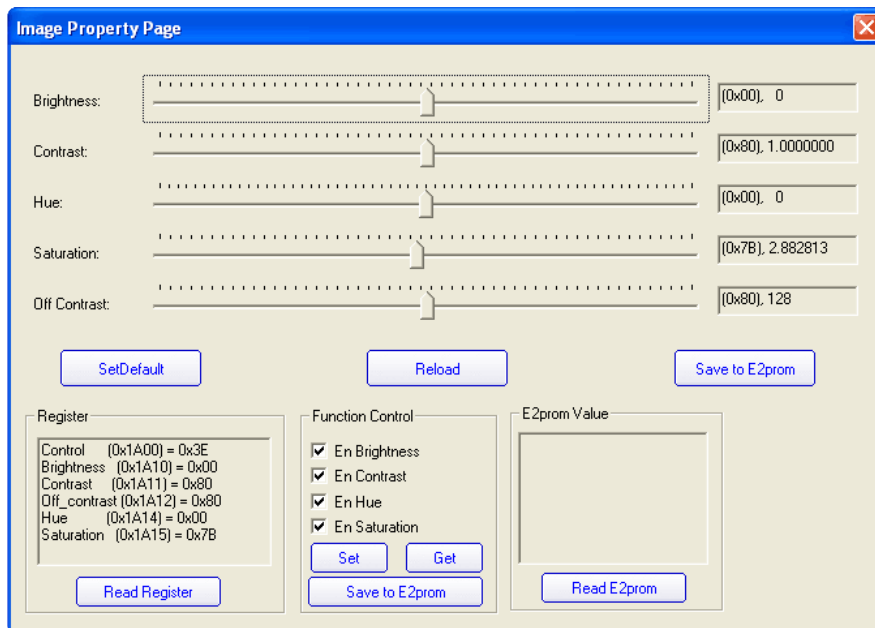 Image Property Page
Brightness: (0x00), 0
Contrast: (0x80), 1.0000000
Hue: (0x00), 0
Saturation: (0x7B), 2.882813
Off Contrast: (0x80), 128
SetDefault Reload Save to E2prom
Register
Control (0x1A00) = 0x3E
Brightness (0x1A10) = 0x00
Contrast (0x1A11) = 0x80
Off_contrast (0x1A12) = 0x80
Hue (0x1A14) = 0x00
Saturation (0x1A15) = 0x7B
Read Register
Function Control
En Brightness
En Contrast
En Hue
En Saturation
Set Get
Save to E2prom
E2prom Value
Read E2prom